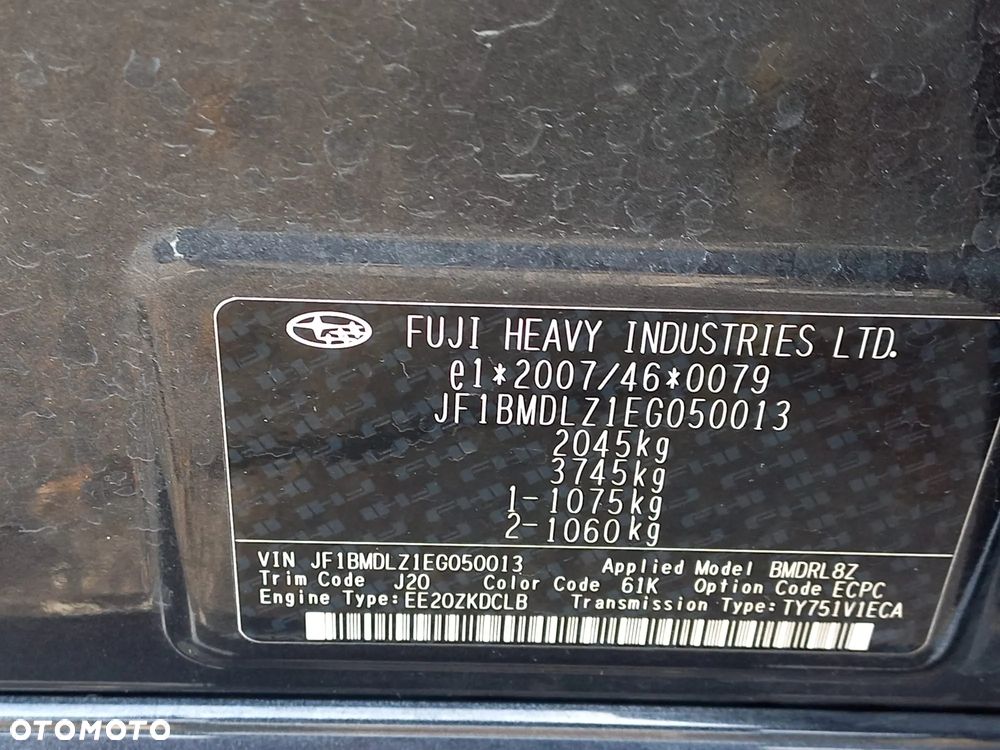 FUJI HEAVY INDUSTRIES LTD.
e1*2007/46*0079
JF1BMDLZ1EG050013
2045kg
3745kg
1-1075kg
2-1060kg
VIN JF1BMDLZ1EG050013 Applied Model BMDRL8Z
Trim Code J20 Color Code 61K Option Code ECPC
Engine Type:EE20ZKDCLB Transmission Type:TY751V1ECA
OTOMOTO